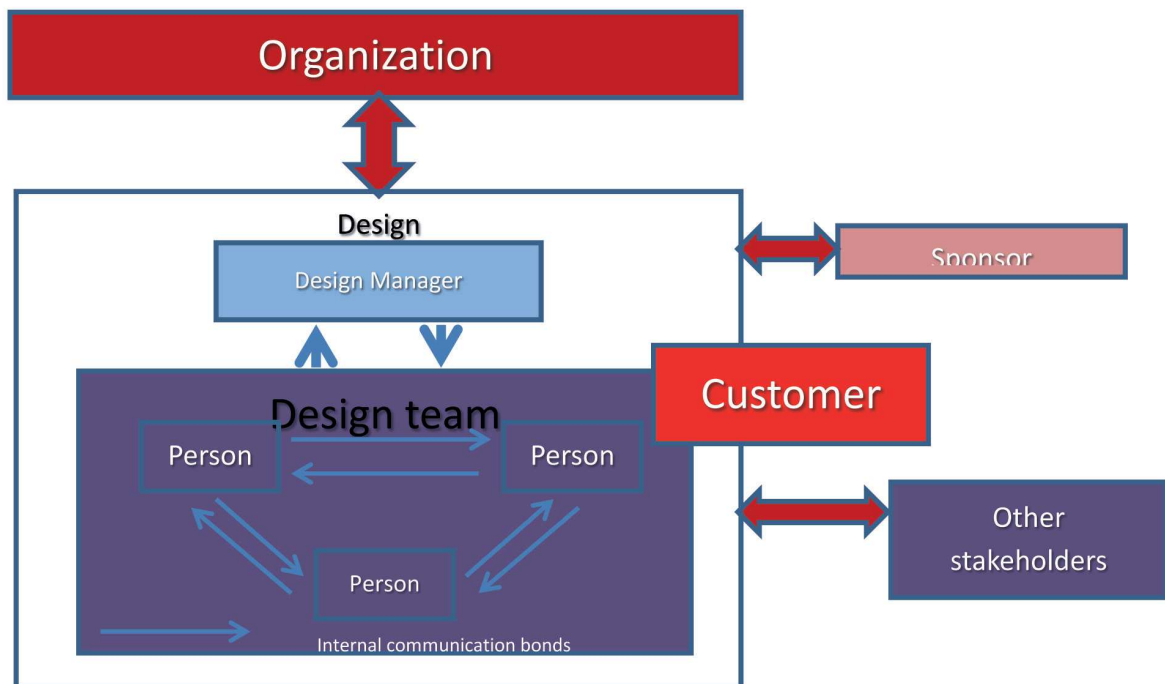 Organization
Design
Design Manager
Sponsor
Customer
Design team
Person
Person
Person
Other
stakeholders
Internal communication bonds